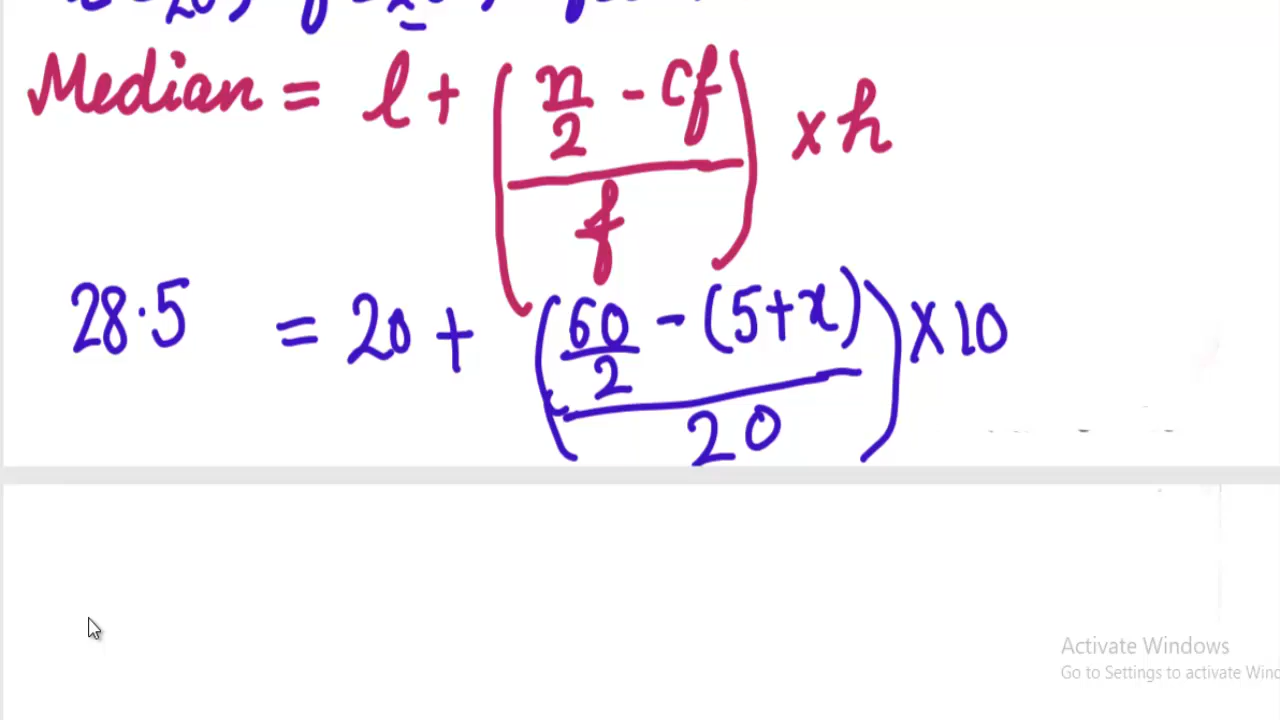 Median = l + ( (n/2 - cf) / f ) × h
28.5 = 20 + ( (60/2 - (5+x)) / 20 ) × 10
Activate Windows
Go to Settings to activate Wind